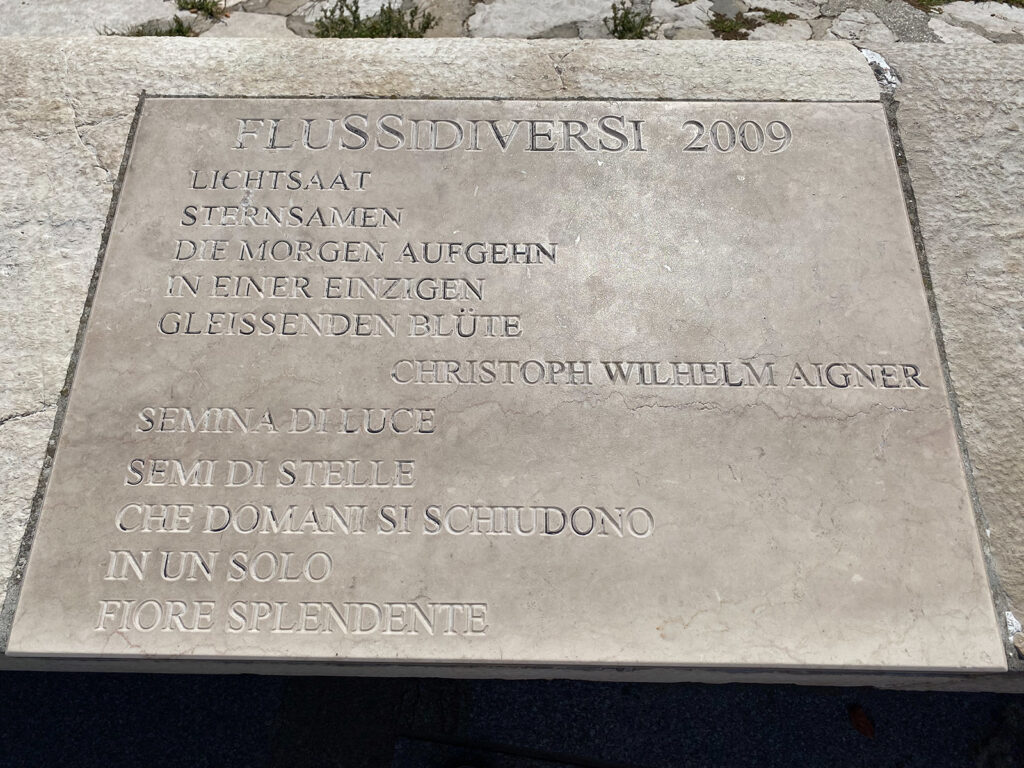 FLUSSIDIVERSI 2009
LICHTSAAT
STERNSAMEN
DIE MORGEN AUFGEHN
IN EINER EINZIGEN
GLEISSENDEN BLÜTE
CHRISTOPH WILHELM AIGNER
SEMINA DI LUCE
SEMI DI STELLE
CHE DOMANI SI SCHIUDONO
IN UN SOLO
FIORE SPLENDENTE